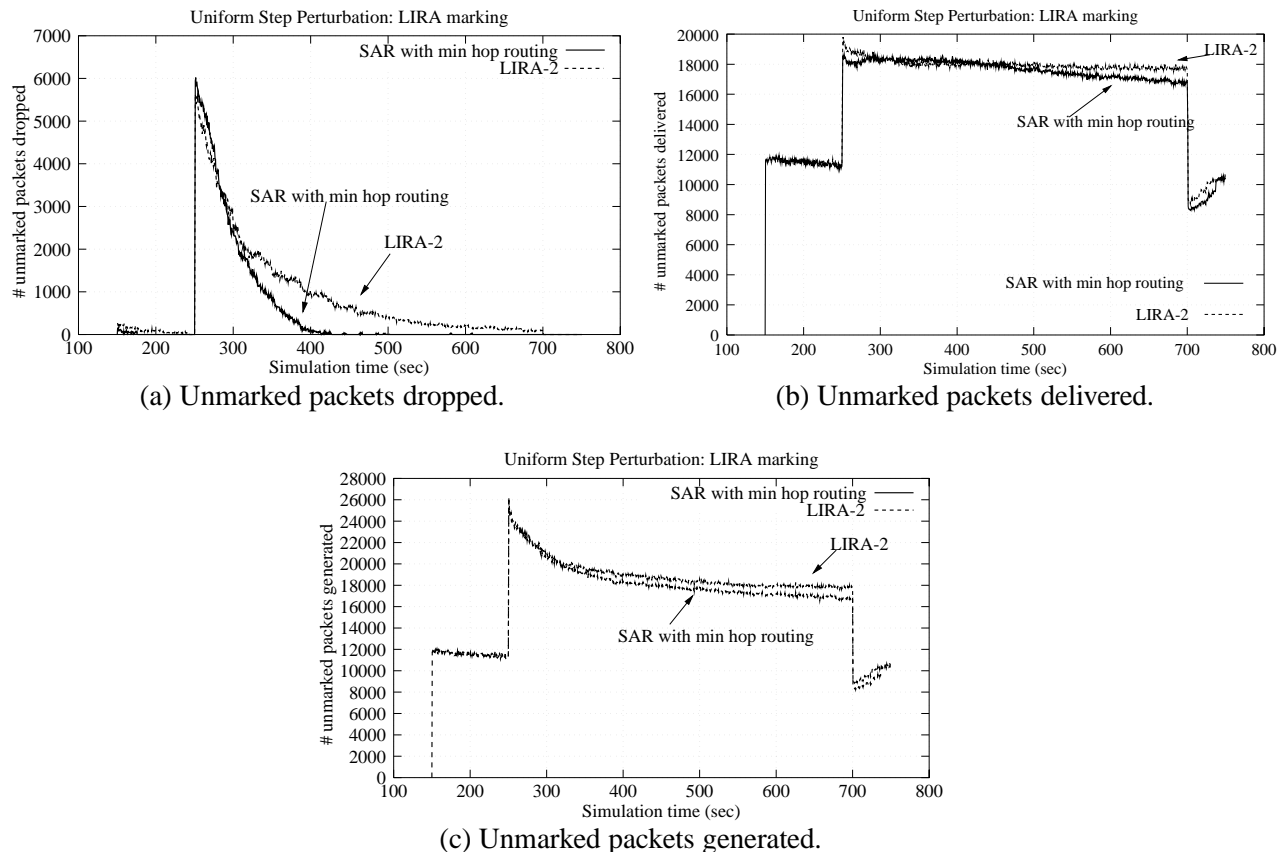 Uniform Step Perturbation: LIRA marking
7000
6000
5000
4000
3000
2000
1000
0
# unmarked packets dropped
SAR with min hop routing
LIRA-2
SAR with min hop routing
LIRA-2
100 200 300 400 500 600 700 800
Simulation time (sec)
(a) Unmarked packets dropped.
Uniform Step Perturbation: LIRA marking
20000
18000
16000
14000
12000
10000
8000
6000
4000
2000
0
# unmarked packets delivered
LIRA-2
SAR with min hop routing
SAR with min hop routing
LIRA-2
100 200 300 400 500 600 700 800
Simulation time (sec)
(b) Unmarked packets delivered.
Uniform Step Perturbation: LIRA marking
28000
26000
24000
22000
20000
18000
16000
14000
12000
10000
8000
6000
4000
2000
0
# unmarked packets generated
SAR with min hop routing
LIRA-2
LIRA-2
SAR with min hop routing
100 200 300 400 500 600 700 800
Simulation time (sec)
(c) Unmarked packets generated.